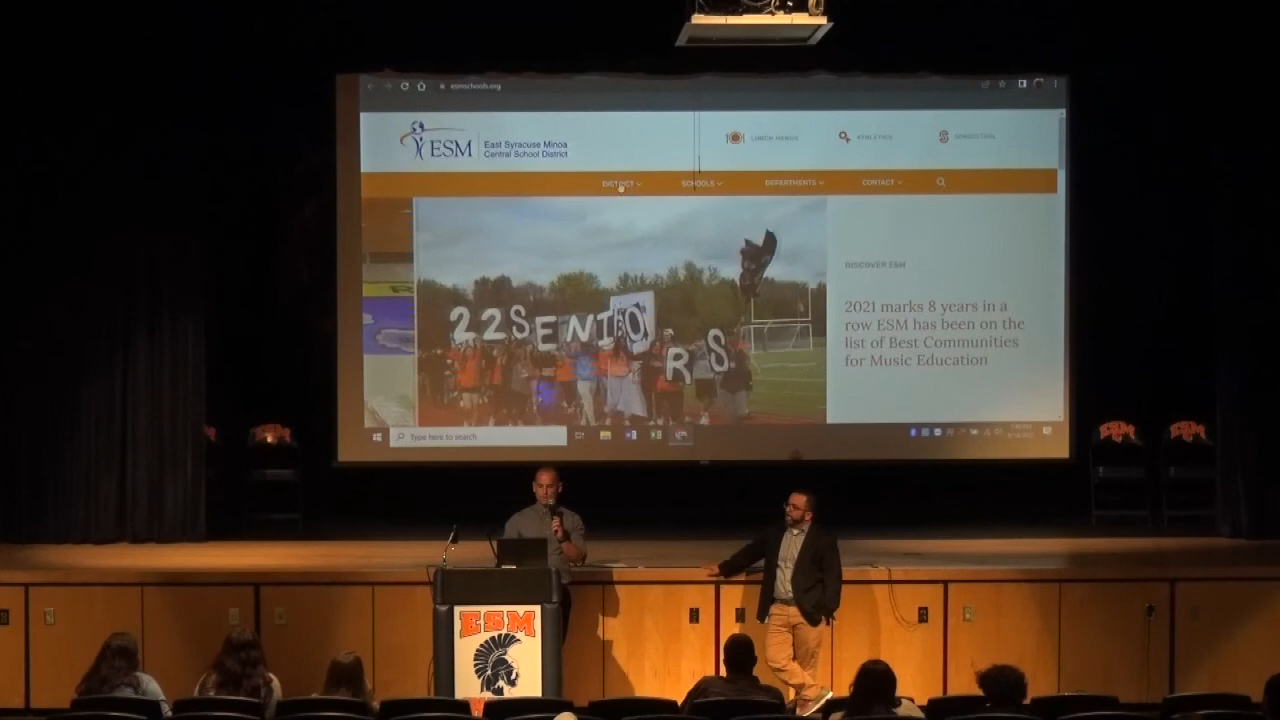 esmschools.org
ESM
East Syracuse Minoa
Central School District
LUNCH MENUS
ATHLETICS
SCHOOLTOOL
DISTRICT
SCHOOLS
DEPARTMENTS
CONTACT
22SENIORS
DISCOVER ESM
2021 marks 8 years in a
row ESM has been on the
list of Best Communities
for Music Education
Type here to search
ESM
ESM
ESM
ESM